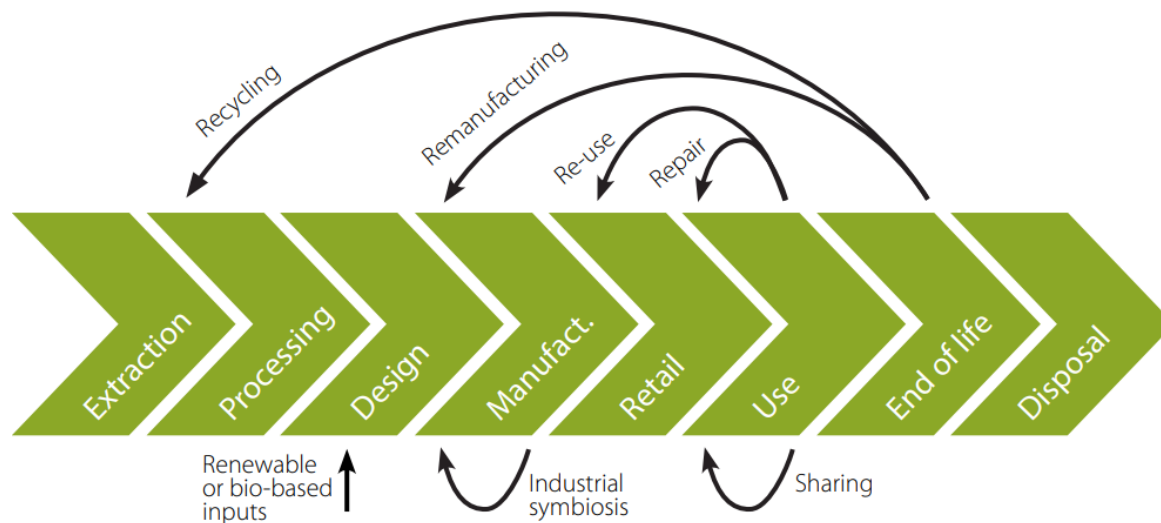 Recycling
Remanufacturing
Re-use
Repair
Extraction
Processing
Design
Manufact.
Retail
Use
End of life
Disposal
Renewable
or bio-based
inputs
Industrial
symbiosis
Sharing